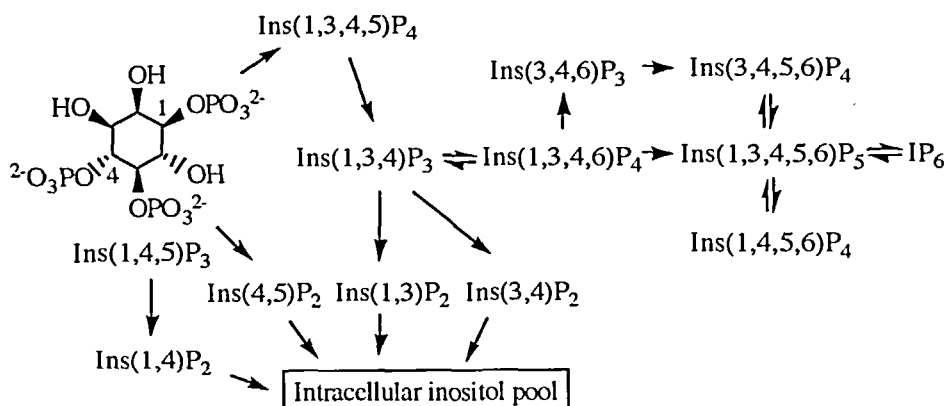 Ins(1,3,4,5)P4
OH
HO
1
OPO3 2-
2-O3PO
4
OH
OPO3 2-
Ins(3,4,6)P3
Ins(3,4,5,6)P4
Ins(1,3,4)P3
Ins(1,3,4,6)P4
Ins(1,3,4,5,6)P5
IP6
Ins(1,4,5)P3
Ins(1,4,5,6)P4
Ins(4,5)P2
Ins(1,3)P2
Ins(3,4)P2
Ins(1,4)P2
Intracellular inositol pool